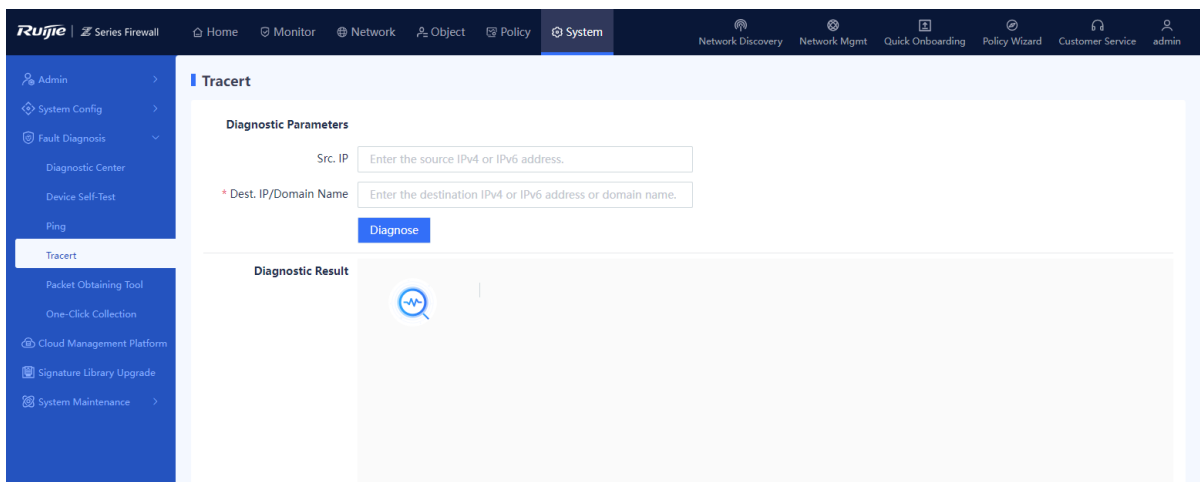 Ruijie | Z Series Firewall
Home
Monitor
Network
Object
Policy
System
Network Discovery
Network Mgmt
Quick Onboarding
Policy Wizard
Customer Service
admin
Admin
System Config
Fault Diagnosis
Diagnostic Center
Device Self-Test
Ping
Tracert
Packet Obtaining Tool
One-Click Collection
Cloud Management Platform
Signature Library Upgrade
System Maintenance
Tracert
Diagnostic Parameters
Src. IP
Enter the source IPv4 or IPv6 address.
* Dest. IP/Domain Name
Enter the destination IPv4 or IPv6 address or domain name.
Diagnose
Diagnostic Result